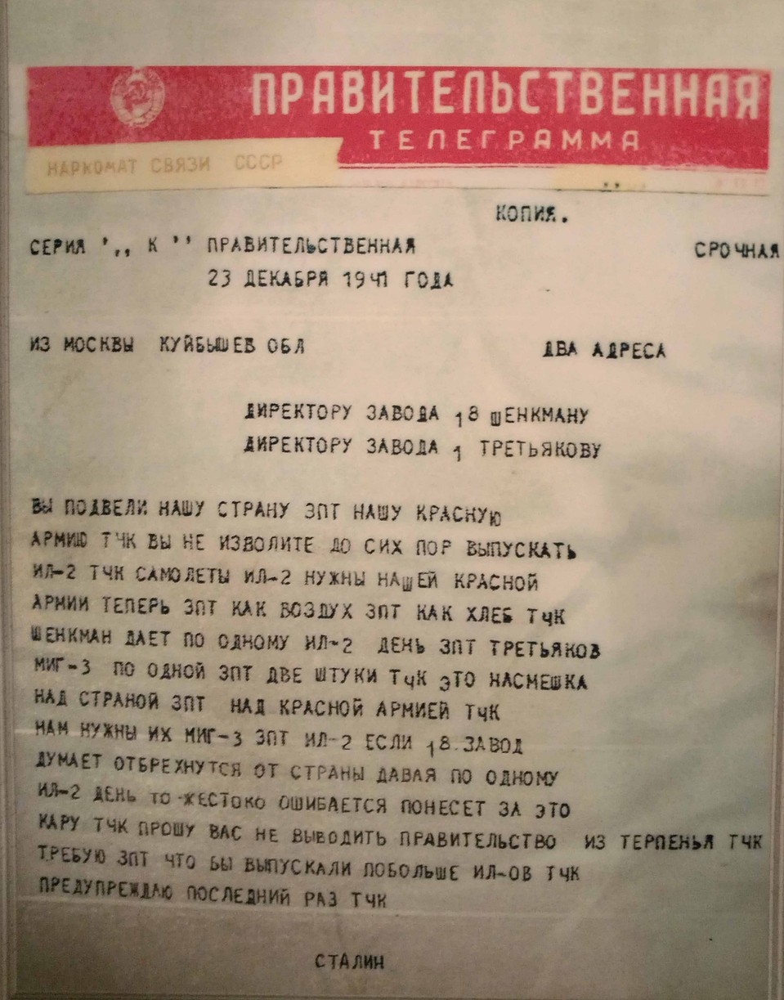 ПРАВИТЕЛЬСТВЕННАЯ
ТЕЛЕГРАММА
НАРКОМАТ СВЯЗИ СССР
КОПИЯ.
СЕРИЯ ',, К '' ПРАВИТЕЛЬСТВЕННАЯ СРОЧНАЯ
23 ДЕКАБРЯ 1941 ГОДА
ИЗ МОСКВЫ КУЙБЫШЕВ ОБЛ ДВА АДРЕСА
ДИРЕКТОРУ ЗАВОДА 18 ШЕНКМАНУ
ДИРЕКТОРУ ЗАВОДА 1 ТРЕТЬЯКОВУ
ВЫ ПОДВЕЛИ НАШУ СТРАНУ ЗПТ НАШУ КРАСНУЮ
АРМИЮ ТЧК ВЫ НЕ ИЗВОЛИТЕ ДО СИХ ПОР ВЫПУСКАТЬ
ИЛ-2 ТЧК САМОЛЕТЫ ИЛ-2 НУЖНЫ НАШЕЙ КРАСНОЙ
АРМИИ ТЕПЕРЬ ЗПТ КАК ВОЗДУХ ЗПТ КАК ХЛЕБ ТЧК
ШЕНКМАН ДАЕТ ПО ОДНОМУ ИЛ-2 ДЕНЬ ЗПТ ТРЕТЬЯКОВ
МИГ-3 ПО ОДНОЙ ЗПТ ДВЕ ШТУКИ ТЧК ЭТО НАСМЕШКА
НАД СТРАНОЙ ЗПТ НАД КРАСНОЙ АРМИЕЙ ТЧК
НАМ НУЖНЫ ИХ МИГ-3 ЗПТ ИЛ-2 ЕСЛИ 18 ЗАВОД
ДУМАЕТ ОТБРЕХНУТСЯ ОТ СТРАНЫ ДАВАЯ ПО ОДНОМУ
ИЛ-2 ДЕНЬ ТО ЖЕСТОКО ОШИБАЕТСЯ ПОНЕСЕТ ЗА ЭТО
КАРУ ТЧК ПРОШУ ВАС НЕ ВЫВОДИТЬ ПРАВИТЕЛЬСТВО ИЗ ТЕРПЕНЬЯ ТЧК
ТРЕБУЮ ЗПТ ЧТО БЫ ВЫПУСКАЛИ ПОБОЛЬШЕ ИЛ-ОВ ТЧК
ПРЕДУПРЕЖДАЮ ПОСЛЕДНИЙ РАЗ ТЧК
СТАЛИН